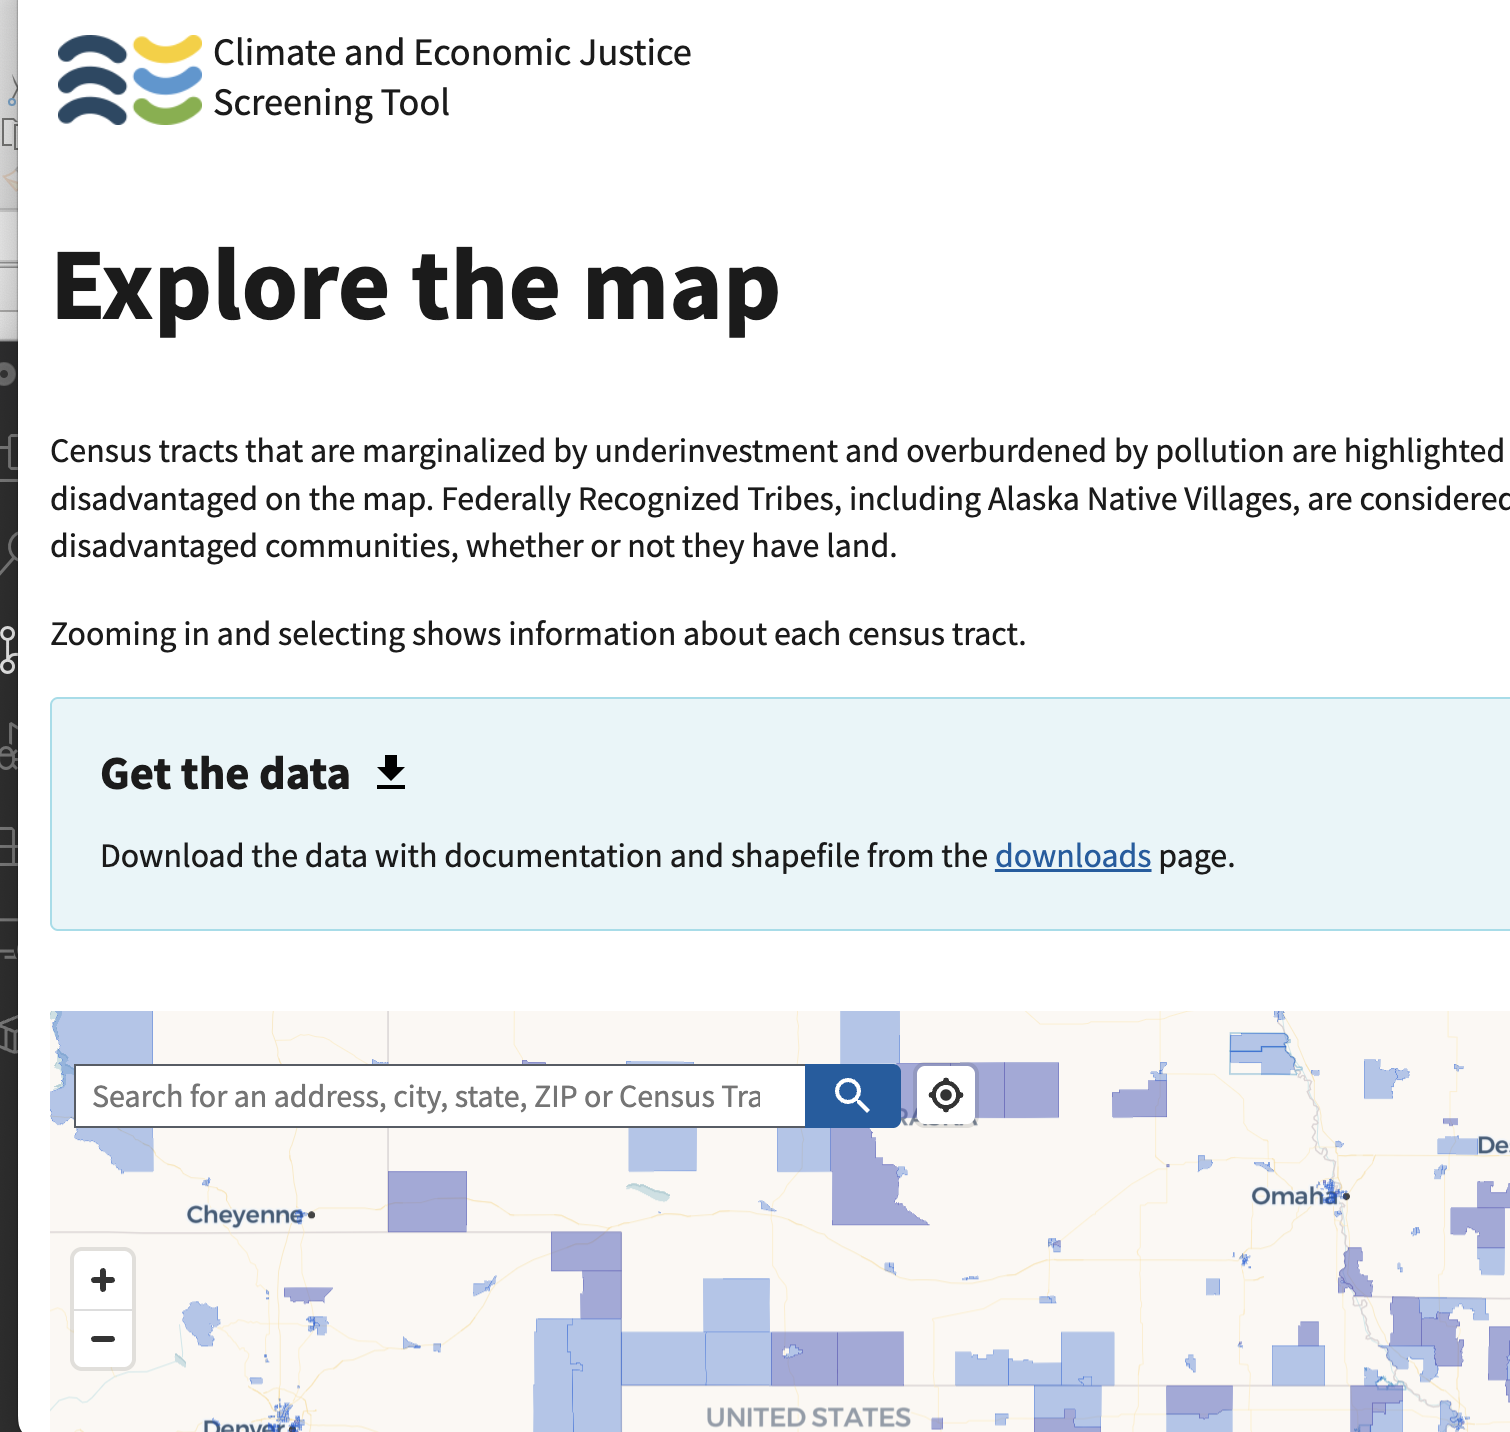 Climate and Economic Justice
Screening Tool
Explore the map
Census tracts that are marginalized by underinvestment and overburdened by pollution are highlighted
disadvantaged on the map. Federally Recognized Tribes, including Alaska Native Villages, are considered
disadvantaged communities, whether or not they have land.
Zooming in and selecting shows information about each census tract.
Get the data
Download the data with documentation and shapefile from the downloads page.
Search for an address, city, state, ZIP or Census Tra
De
Omaha
Cheyenne
+
−
UNITED STATES
Denver